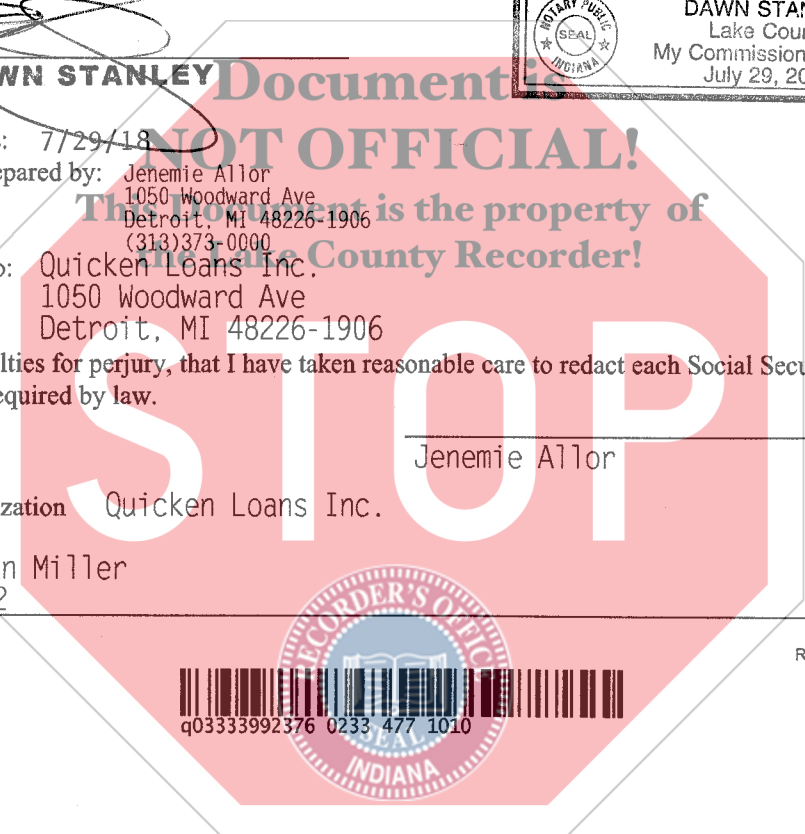 NOTARY PUBLIC
SEAL
INDIANA
DAWN STAN
Lake Coun
My Commission
July 29, 20
WN STANLEY
Document is
: 7/29/18
NOT OFFICIAL!
epared by: Jenemie Allor
1050 Woodward Ave
This Document is the property of
Detroit, MI 48226-1906
(313)373-0000
the Lake County Recorder!
o: Quicken Loans Inc.
1050 Woodward Ave
Detroit, MI 48226-1906
STOP
lties for perjury, that I have taken reasonable care to redact each Social Secu
equired by law.
Jenemie Allor
zation Quicken Loans Inc.
n Miller
2
RECORDER'S OFFICE
SEAL
INDIANA
R
q03333992376 0233 477 1010